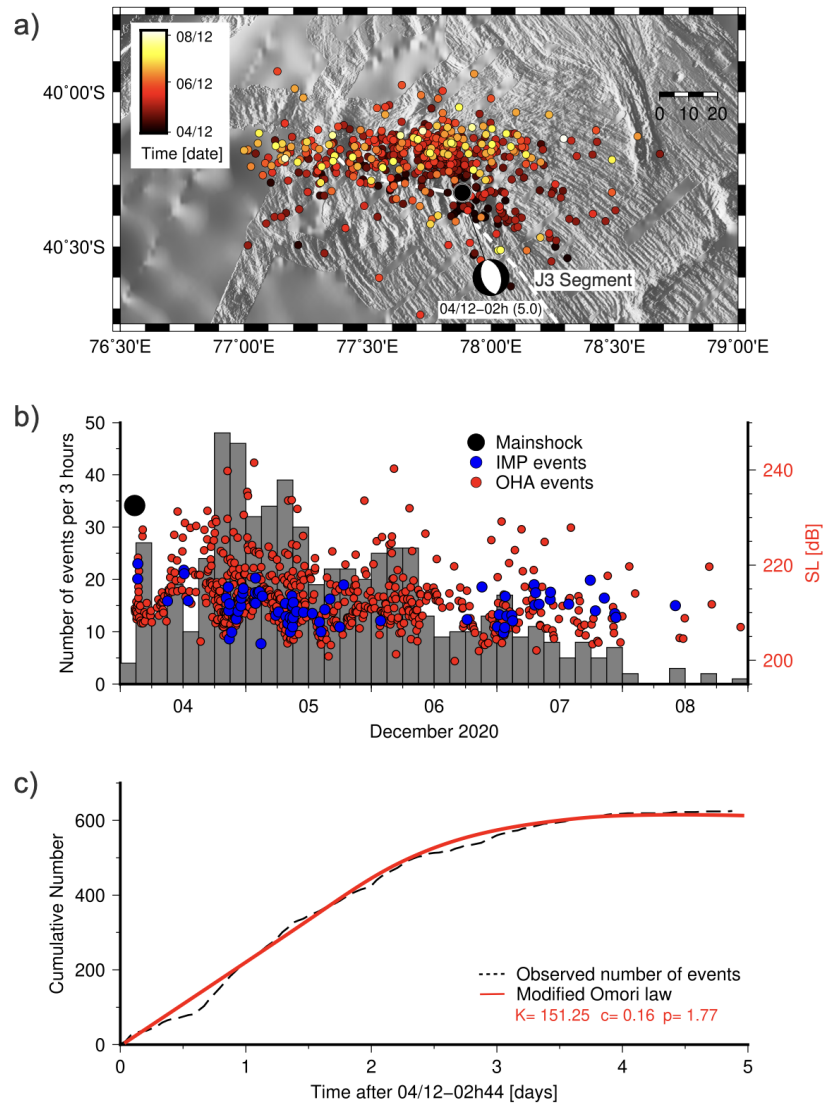 a)
08/12
06/12
04/12
Time [date]
40°00'S
40°30'S
0 10 20
J3 Segment
04/12−02h (5.0)
76°30'E 77°00'E 77°30'E 78°00'E 78°30'E 79°00'E
b)
Number of events per 3 hours
50
40
30
20
10
0
Mainshock
IMP events
OHA events
240
220
200
SL [dB]
04 05 06 07 08
December 2020
c)
Cumulative Number
600
400
200
0
Observed number of events
Modified Omori law
K= 151.25 c= 0.16 p= 1.77
0 1 2 3 4 5
Time after 04/12−02h44 [days]